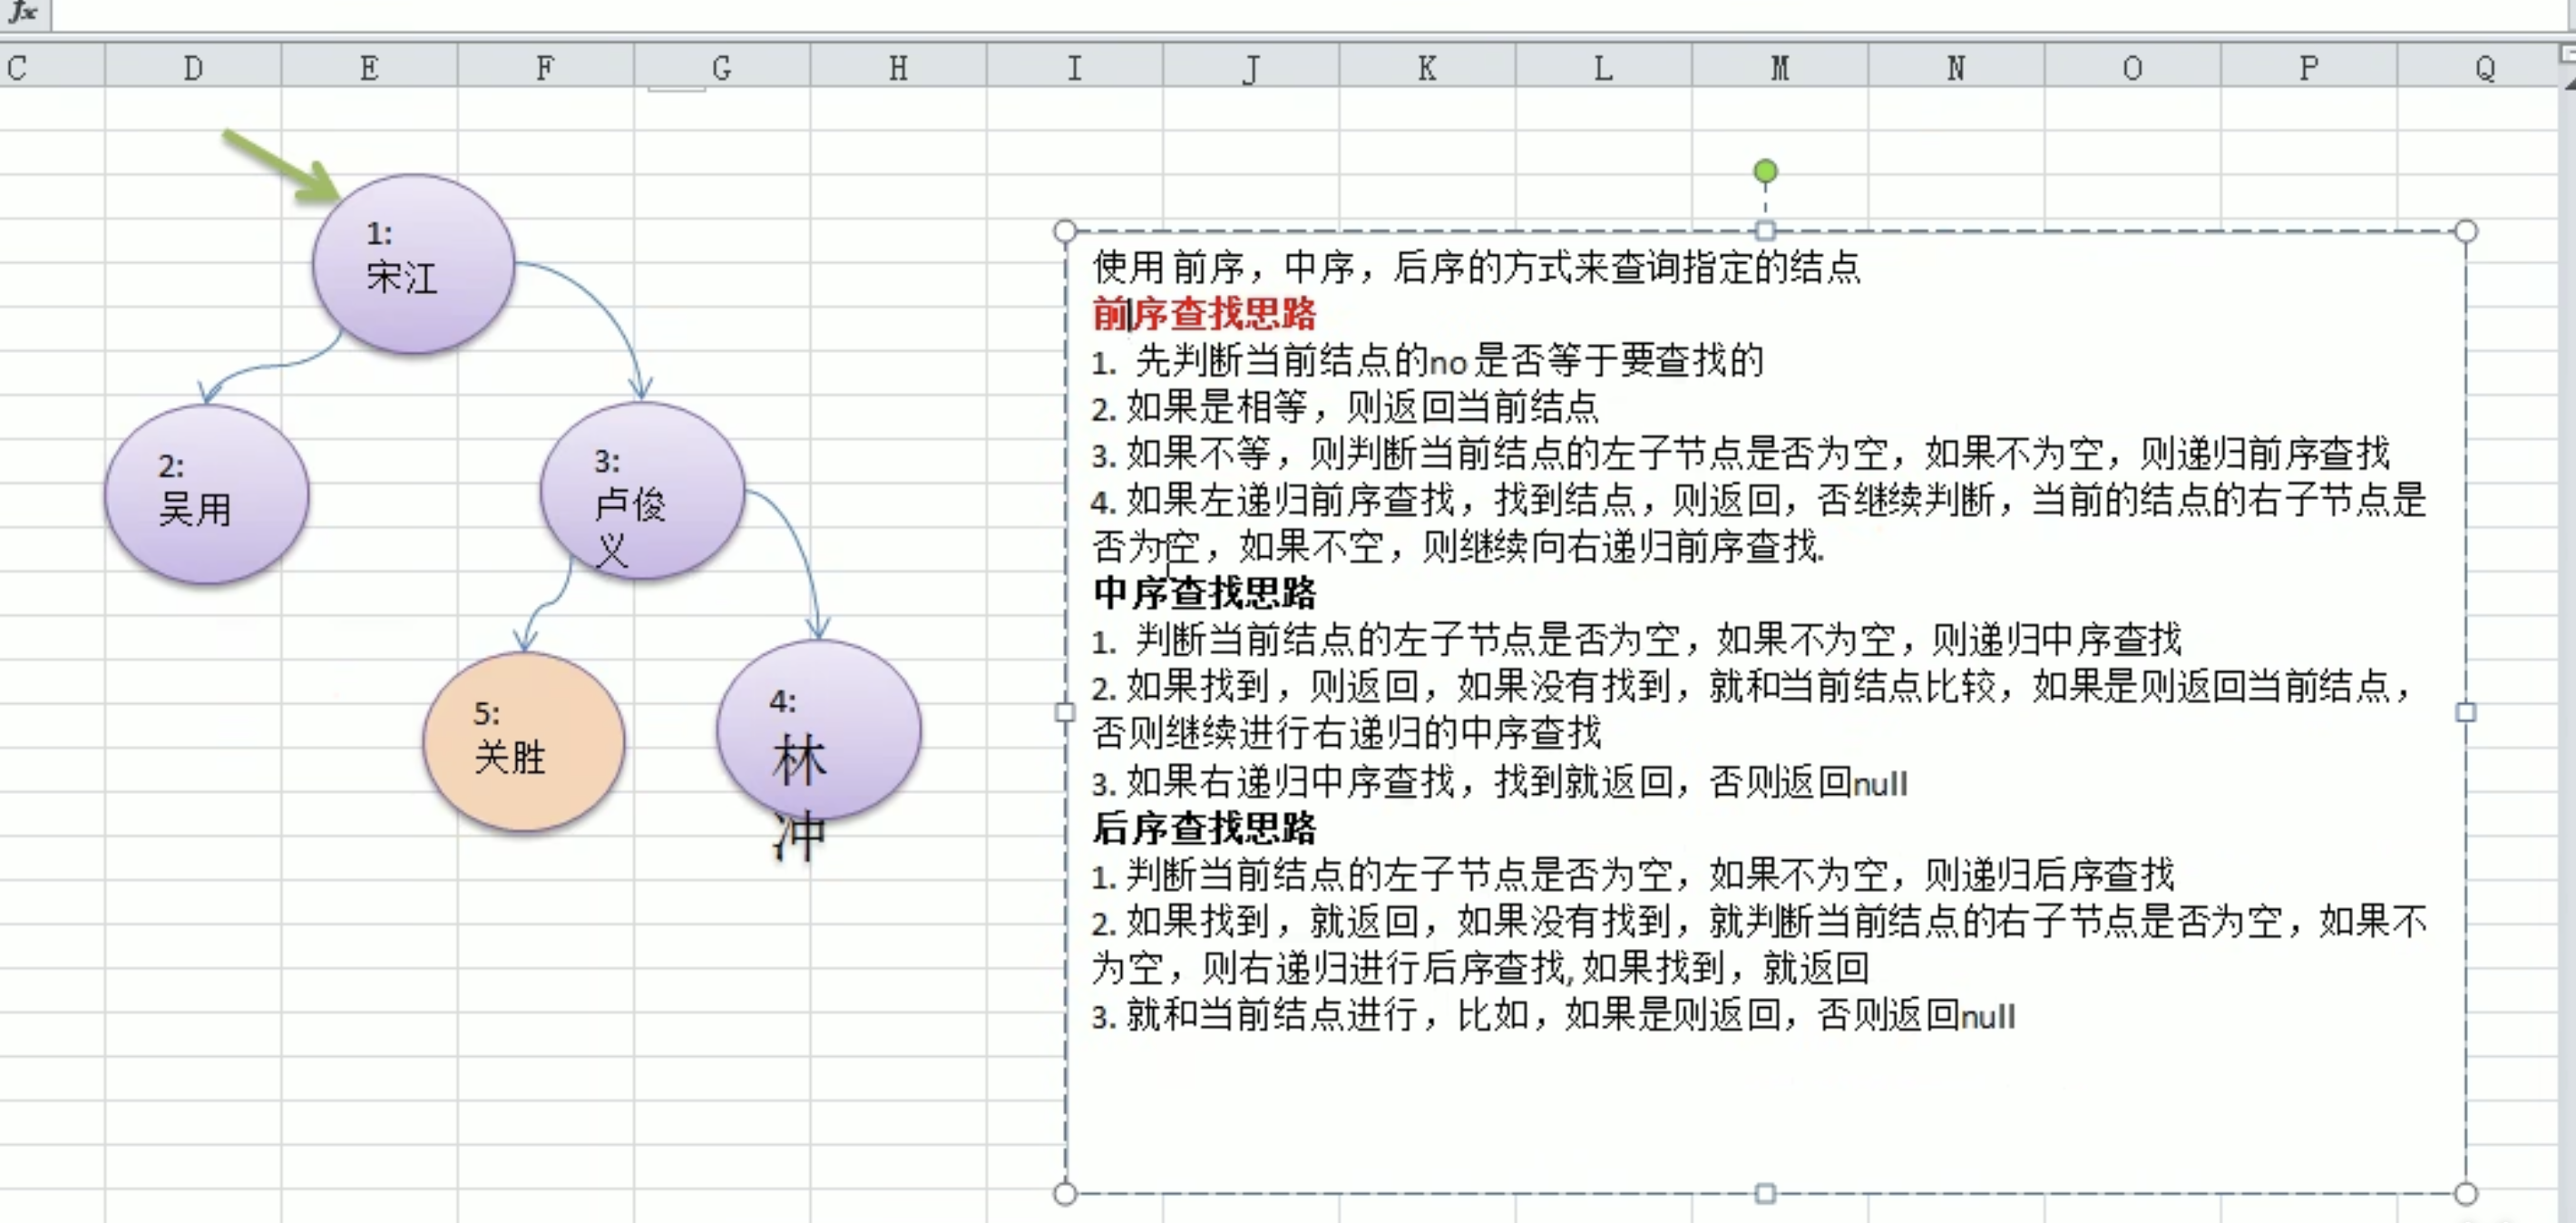 fx
C D E F G H I J K L M N O P Q
1:
宋江
2:
吴用
3:
卢俊
义
5:
关胜
4:
林
冲
使用 前序，中序，后序的方式来查询指定的结点
前序查找思路
1. 先判断当前结点的no 是否等于要查找的
2. 如果是相等，则返回当前结点
3. 如果不等，则判断当前结点的左子节点是否为空，如果不为空，则递归前序查找
4. 如果左递归前序查找，找到结点，则返回，否继续判断，当前的结点的右子节点是
否为空，如果不空，则继续向右递归前序查找.
中序查找思路
1. 判断当前结点的左子节点是否为空，如果不为空，则递归中序查找
2. 如果找到，则返回，如果没有找到，就和当前结点比较，如果是则返回当前结点，
否则继续进行右递归的中序查找
3. 如果右递归中序查找，找到就返回，否则返回null
后序查找思路
1. 判断当前结点的左子节点是否为空，如果不为空，则递归后序查找
2. 如果找到，就返回，如果没有找到，就判断当前结点的右子节点是否为空，如果不
为空，则右递归进行后序查找, 如果找到，就返回
3. 就和当前结点进行，比如，如果是则返回，否则返回null